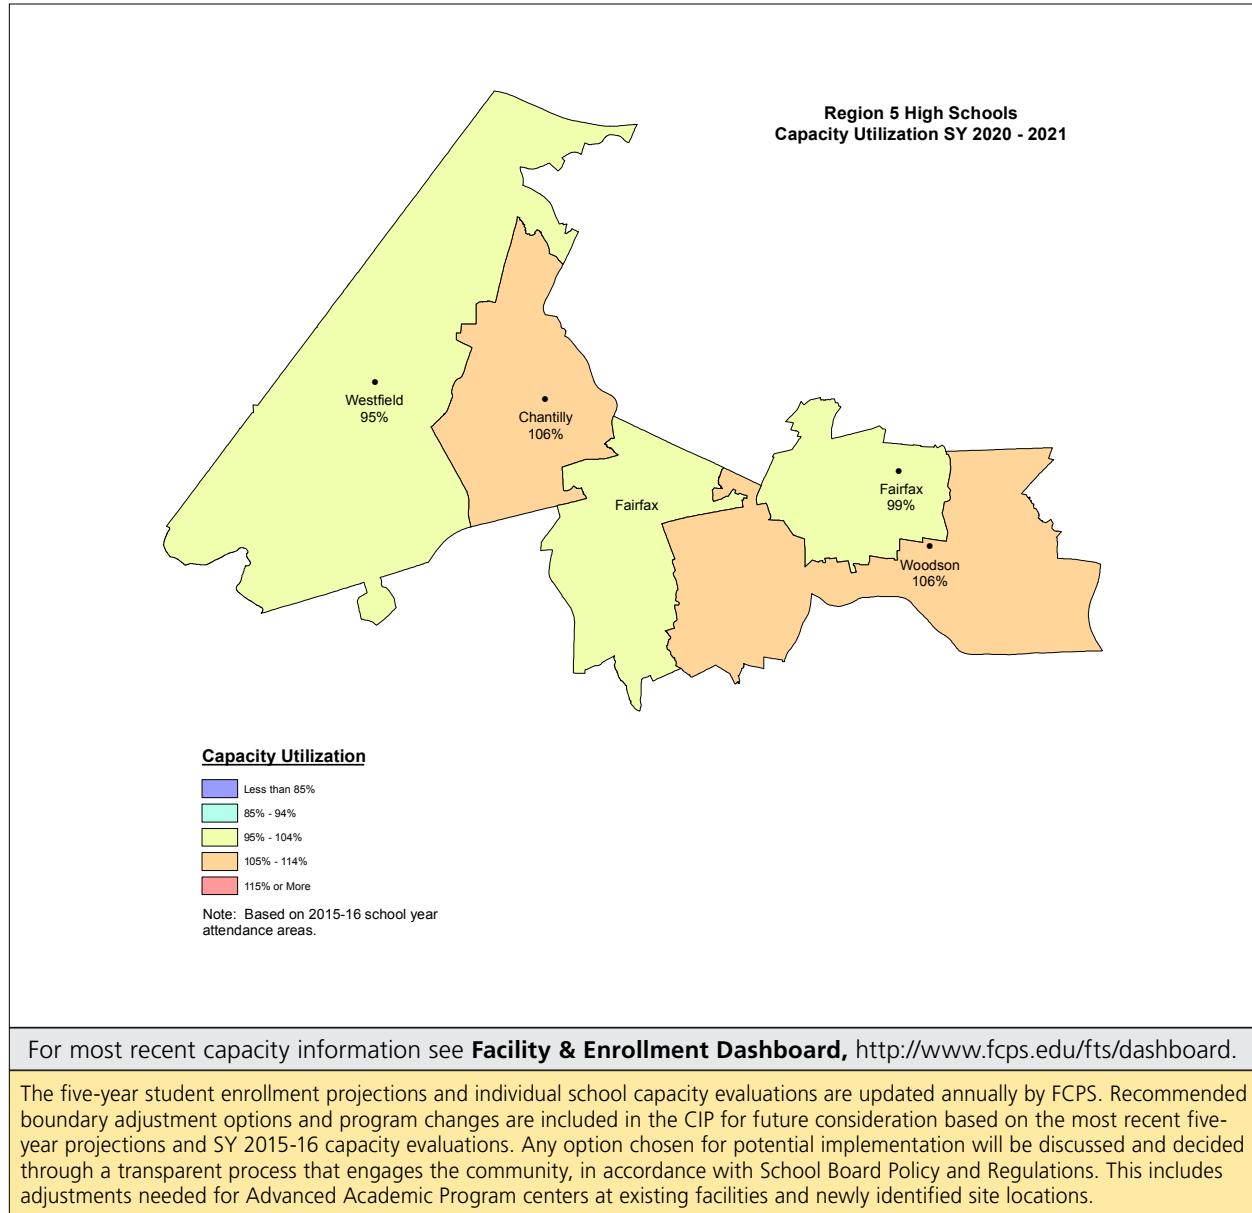 Region 5 High Schools
Capacity Utilization SY 2020 - 2021
Westfield
95%
Chantilly
106%
Fairfax
Fairfax
99%
Woodson
106%
Capacity Utilization
Less than 85%
85% - 94%
95% - 104%
105% - 114%
115% or More
Note:  Based on 2015-16 school year
attendance areas.
For most recent capacity information see Facility & Enrollment Dashboard, http://www.fcps.edu/fts/dashboard.
The five-year student enrollment projections and individual school capacity evaluations are updated annually by FCPS. Recommended
boundary adjustment options and program changes are included in the CIP for future consideration based on the most recent five-
year projections and SY 2015-16 capacity evaluations. Any option chosen for potential implementation will be discussed and decided
through a transparent process that engages the community, in accordance with School Board Policy and Regulations. This includes
adjustments needed for Advanced Academic Program centers at existing facilities and newly identified site locations.